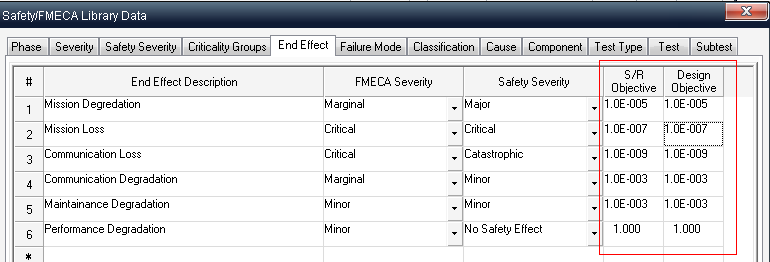 Safety/FMECA Library Data
Phase Severity Safety Severity Criticality Groups End Effect Failure Mode Classification Cause Component Test Type Test Subtest
# End Effect Description FMECA Severity Safety Severity S/R Objective Design Objective
1 Mission Degredation Marginal Major 1.0E-005 1.0E-005
2 Mission Loss Critical Critical 1.0E-007 1.0E-007
3 Communication Loss Critical Catastrophic 1.0E-009 1.0E-009
4 Communication Degradation Marginal Minor 1.0E-003 1.0E-003
5 Maintainance Degradation Minor Minor 1.0E-003 1.0E-003
6 Performance Degradation Minor No Safety Effect 1.000 1.000
*